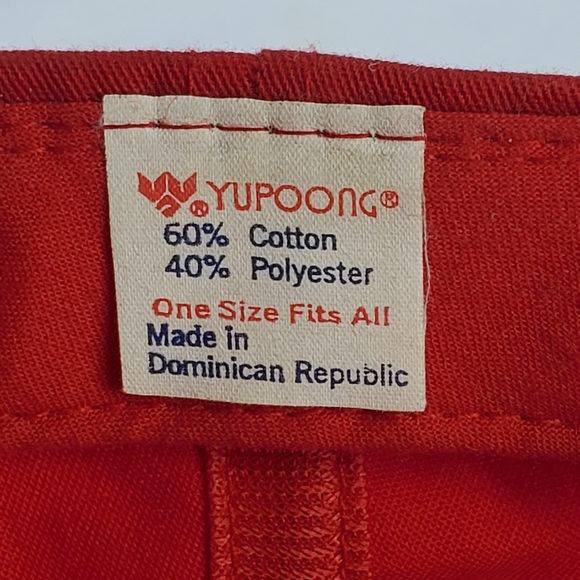 ® YUPOONG®
60% Cotton
40% Polyester
One Size Fits All
Made in
Dominican Republic